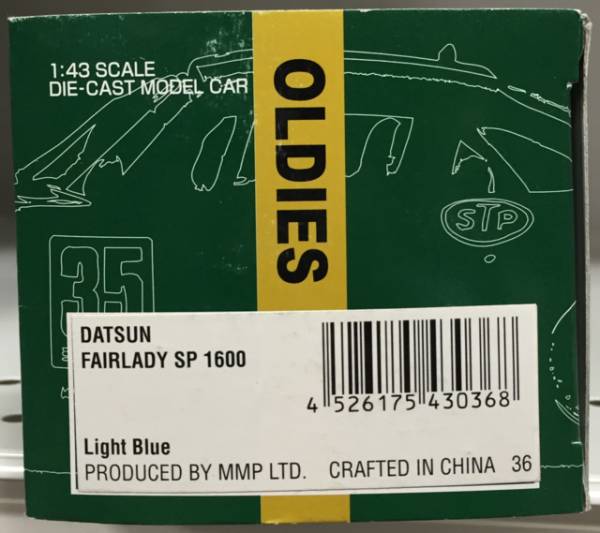 1:43 SCALE
DIE-CAST MODEL CAR
OLDIES
STP
35
DATSUN
FAIRLADY SP 1600
4 526175 430368
Light Blue
PRODUCED BY MMP LTD. CRAFTED IN CHINA 36